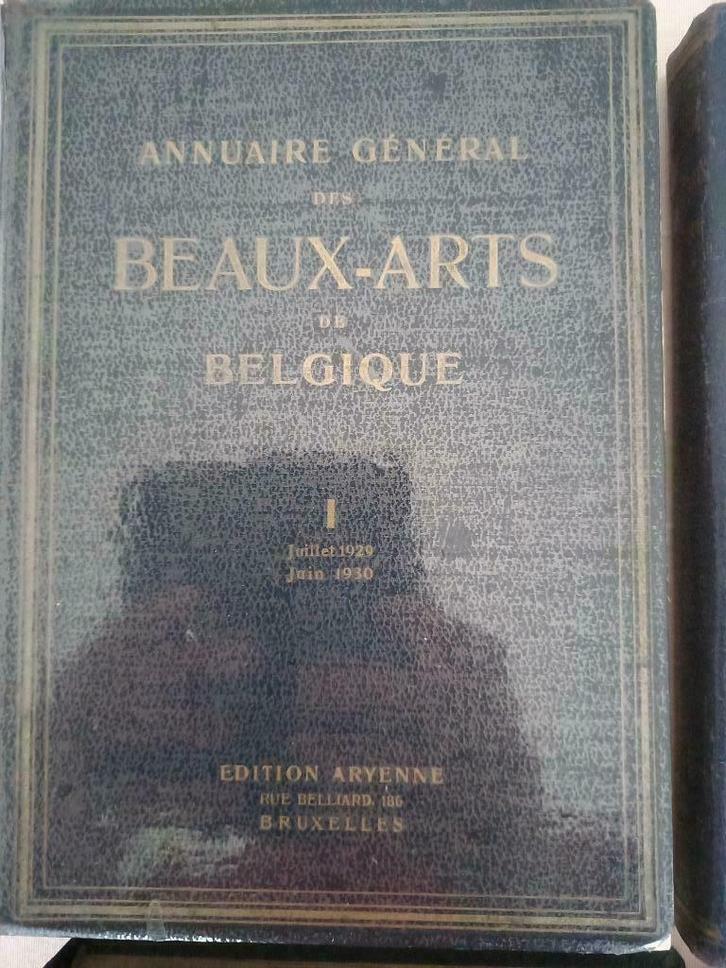 ANNUAIRE GÉNÉRAL
DES
BEAUX-ARTS
DE
BELGIQUE
I
Juillet 1929
Juin 1930
EDITION ARYENNE
RUE BELLIARD, 186
BRUXELLES